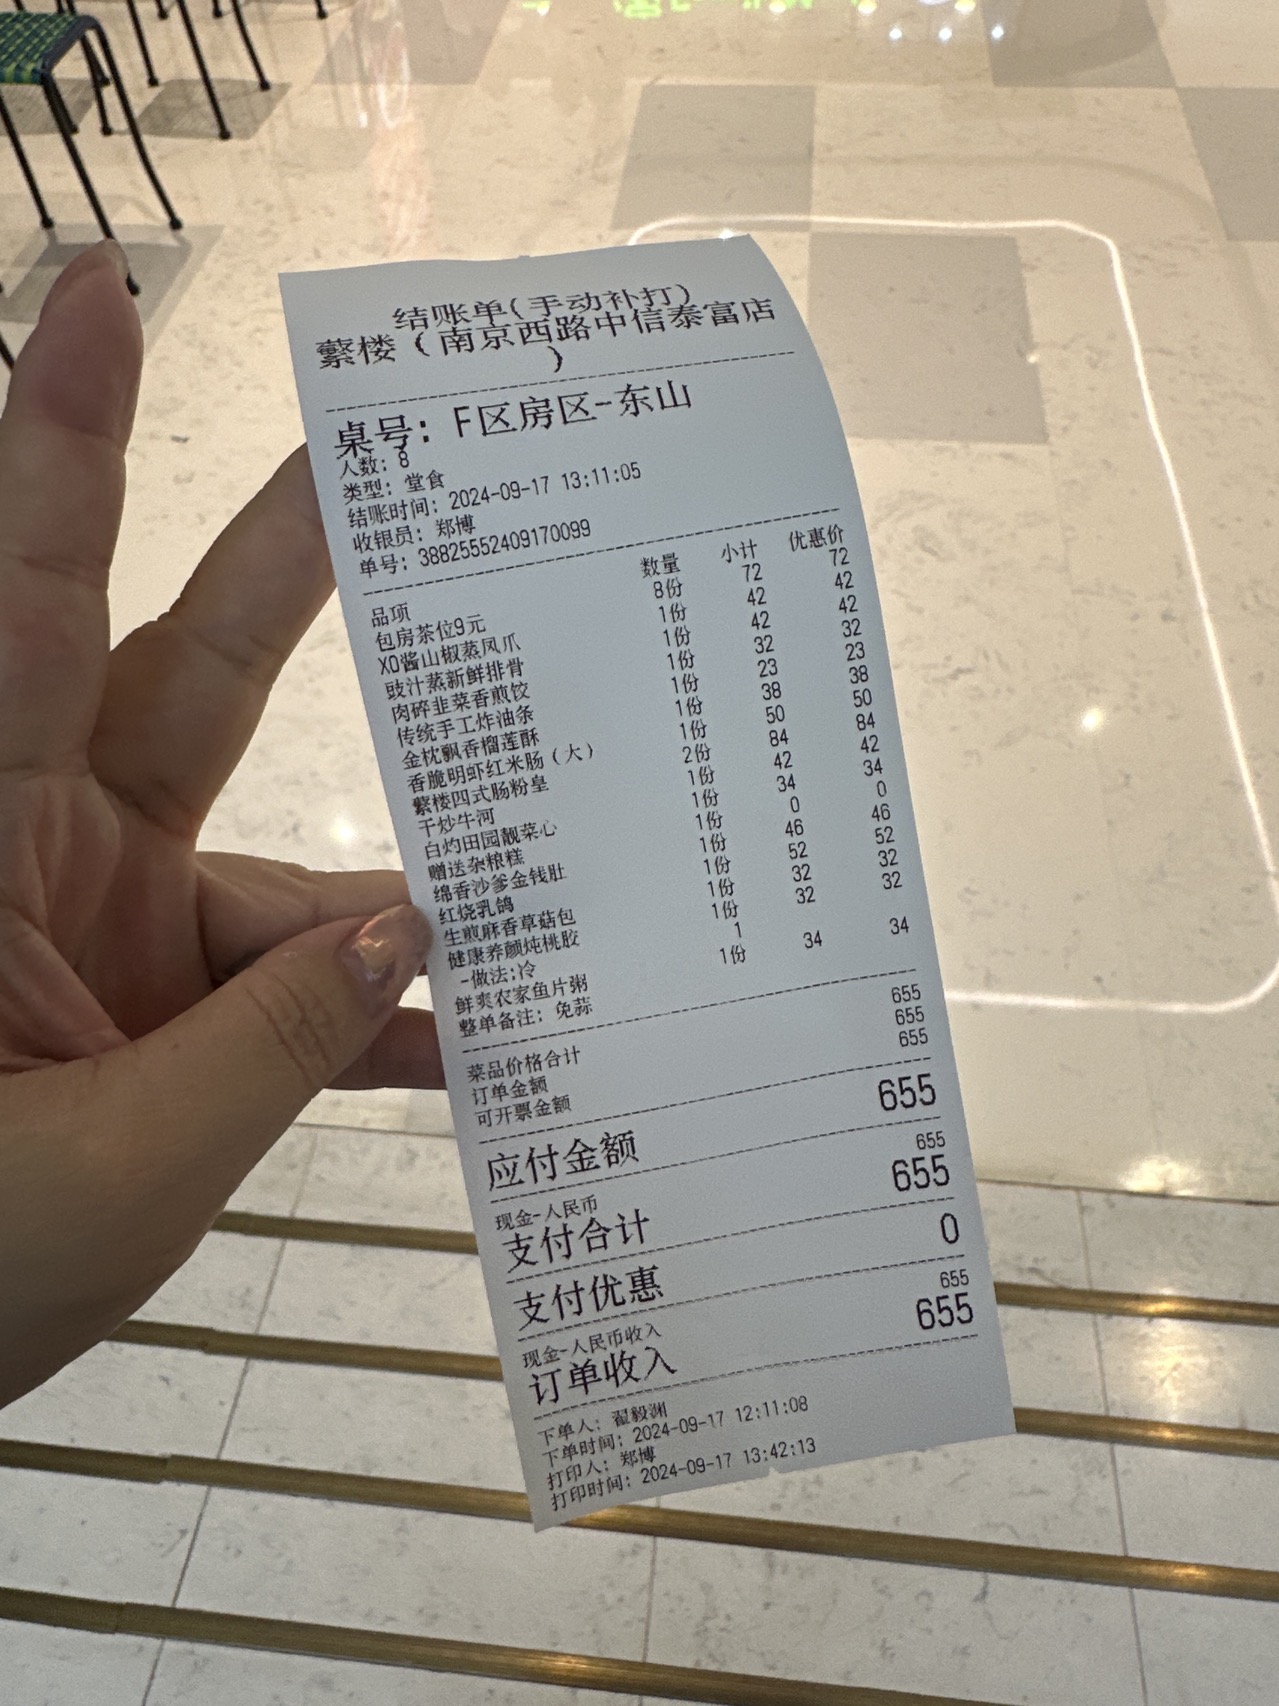 结账单(手动补打)
蘩楼（南京西路中信泰富店
）
桌号: F区房区-东山
人数: 8
类型: 堂食
结账时间: 2024-09-17 13:11:05
收银员: 郑博
单号: 38825552409170099
品项 数量 小计 优惠价
包房茶位9元 8份 72 72
XO酱山椒蒸凤爪 1份 42 42
豉汁蒸新鲜排骨 1份 42 42
肉碎韭菜香煎饺 1份 32 32
传统手工炸油条 1份 23 23
金枕飘香榴莲酥 1份 38 38
香脆明虾红米肠（大） 1份 50 50
蘩楼四式肠粉皇 2份 84 84
干炒牛河 1份 42 42
白灼田园靓菜心 1份 34 34
赠送杂粮糕 1份 0 0
绵香沙爹金钱肚 1份 46 46
红烧乳鸽 1份 52 52
生煎麻香草菇包 1份 32 32
健康养颜炖桃胶 1份 32 32
-做法:冷 1
鲜爽农家鱼片粥 1份 34 34
整单备注: 免蒜
菜品价格合计 655
订单金额 655
可开票金额 655
应付金额 655
现金-人民币 655
支付合计 655
支付优惠 0
现金-人民币收入 655
订单收入 655
下单人: 翟毅渊
下单时间: 2024-09-17 12:11:08
打印人: 郑博
打印时间: 2024-09-17 13:42:13